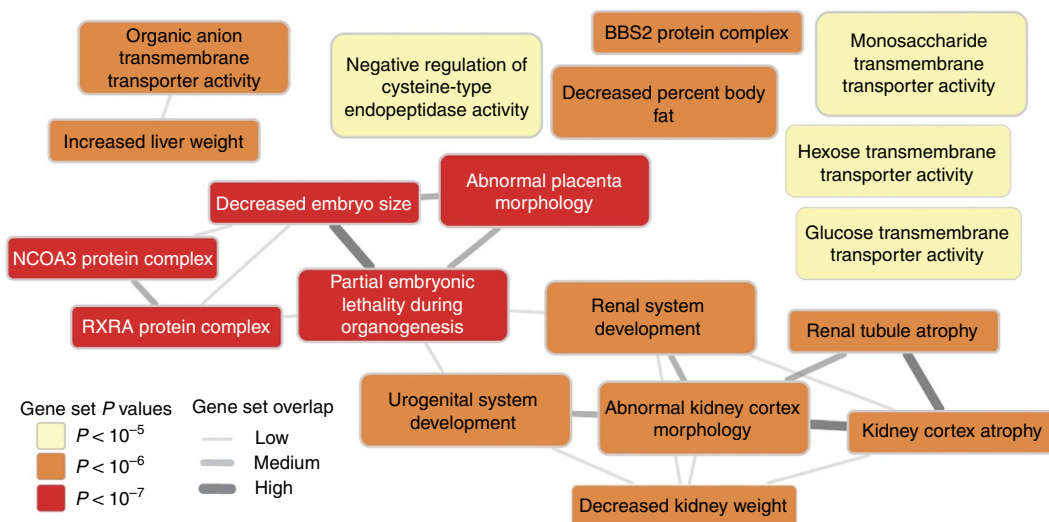 Organic anion
transmembrane
transporter activity
Increased liver weight
Negative regulation of
cysteine-type
endopeptidase activity
BBS2 protein complex
Decreased percent body
fat
Monosaccharide
transmembrane
transporter activity
Hexose transmembrane
transporter activity
Glucose transmembrane
transporter activity
Decreased embryo size
Abnormal placenta
morphology
NCOA3 protein complex
RXRA protein complex
Partial embryonic
lethality during
organogenesis
Renal system
development
Renal tubule atrophy
Urogenital system
development
Abnormal kidney cortex
morphology
Kidney cortex atrophy
Decreased kidney weight
Gene set P values
P < 10⁻⁵
P < 10⁻⁶
P < 10⁻⁷
Gene set overlap
Low
Medium
High